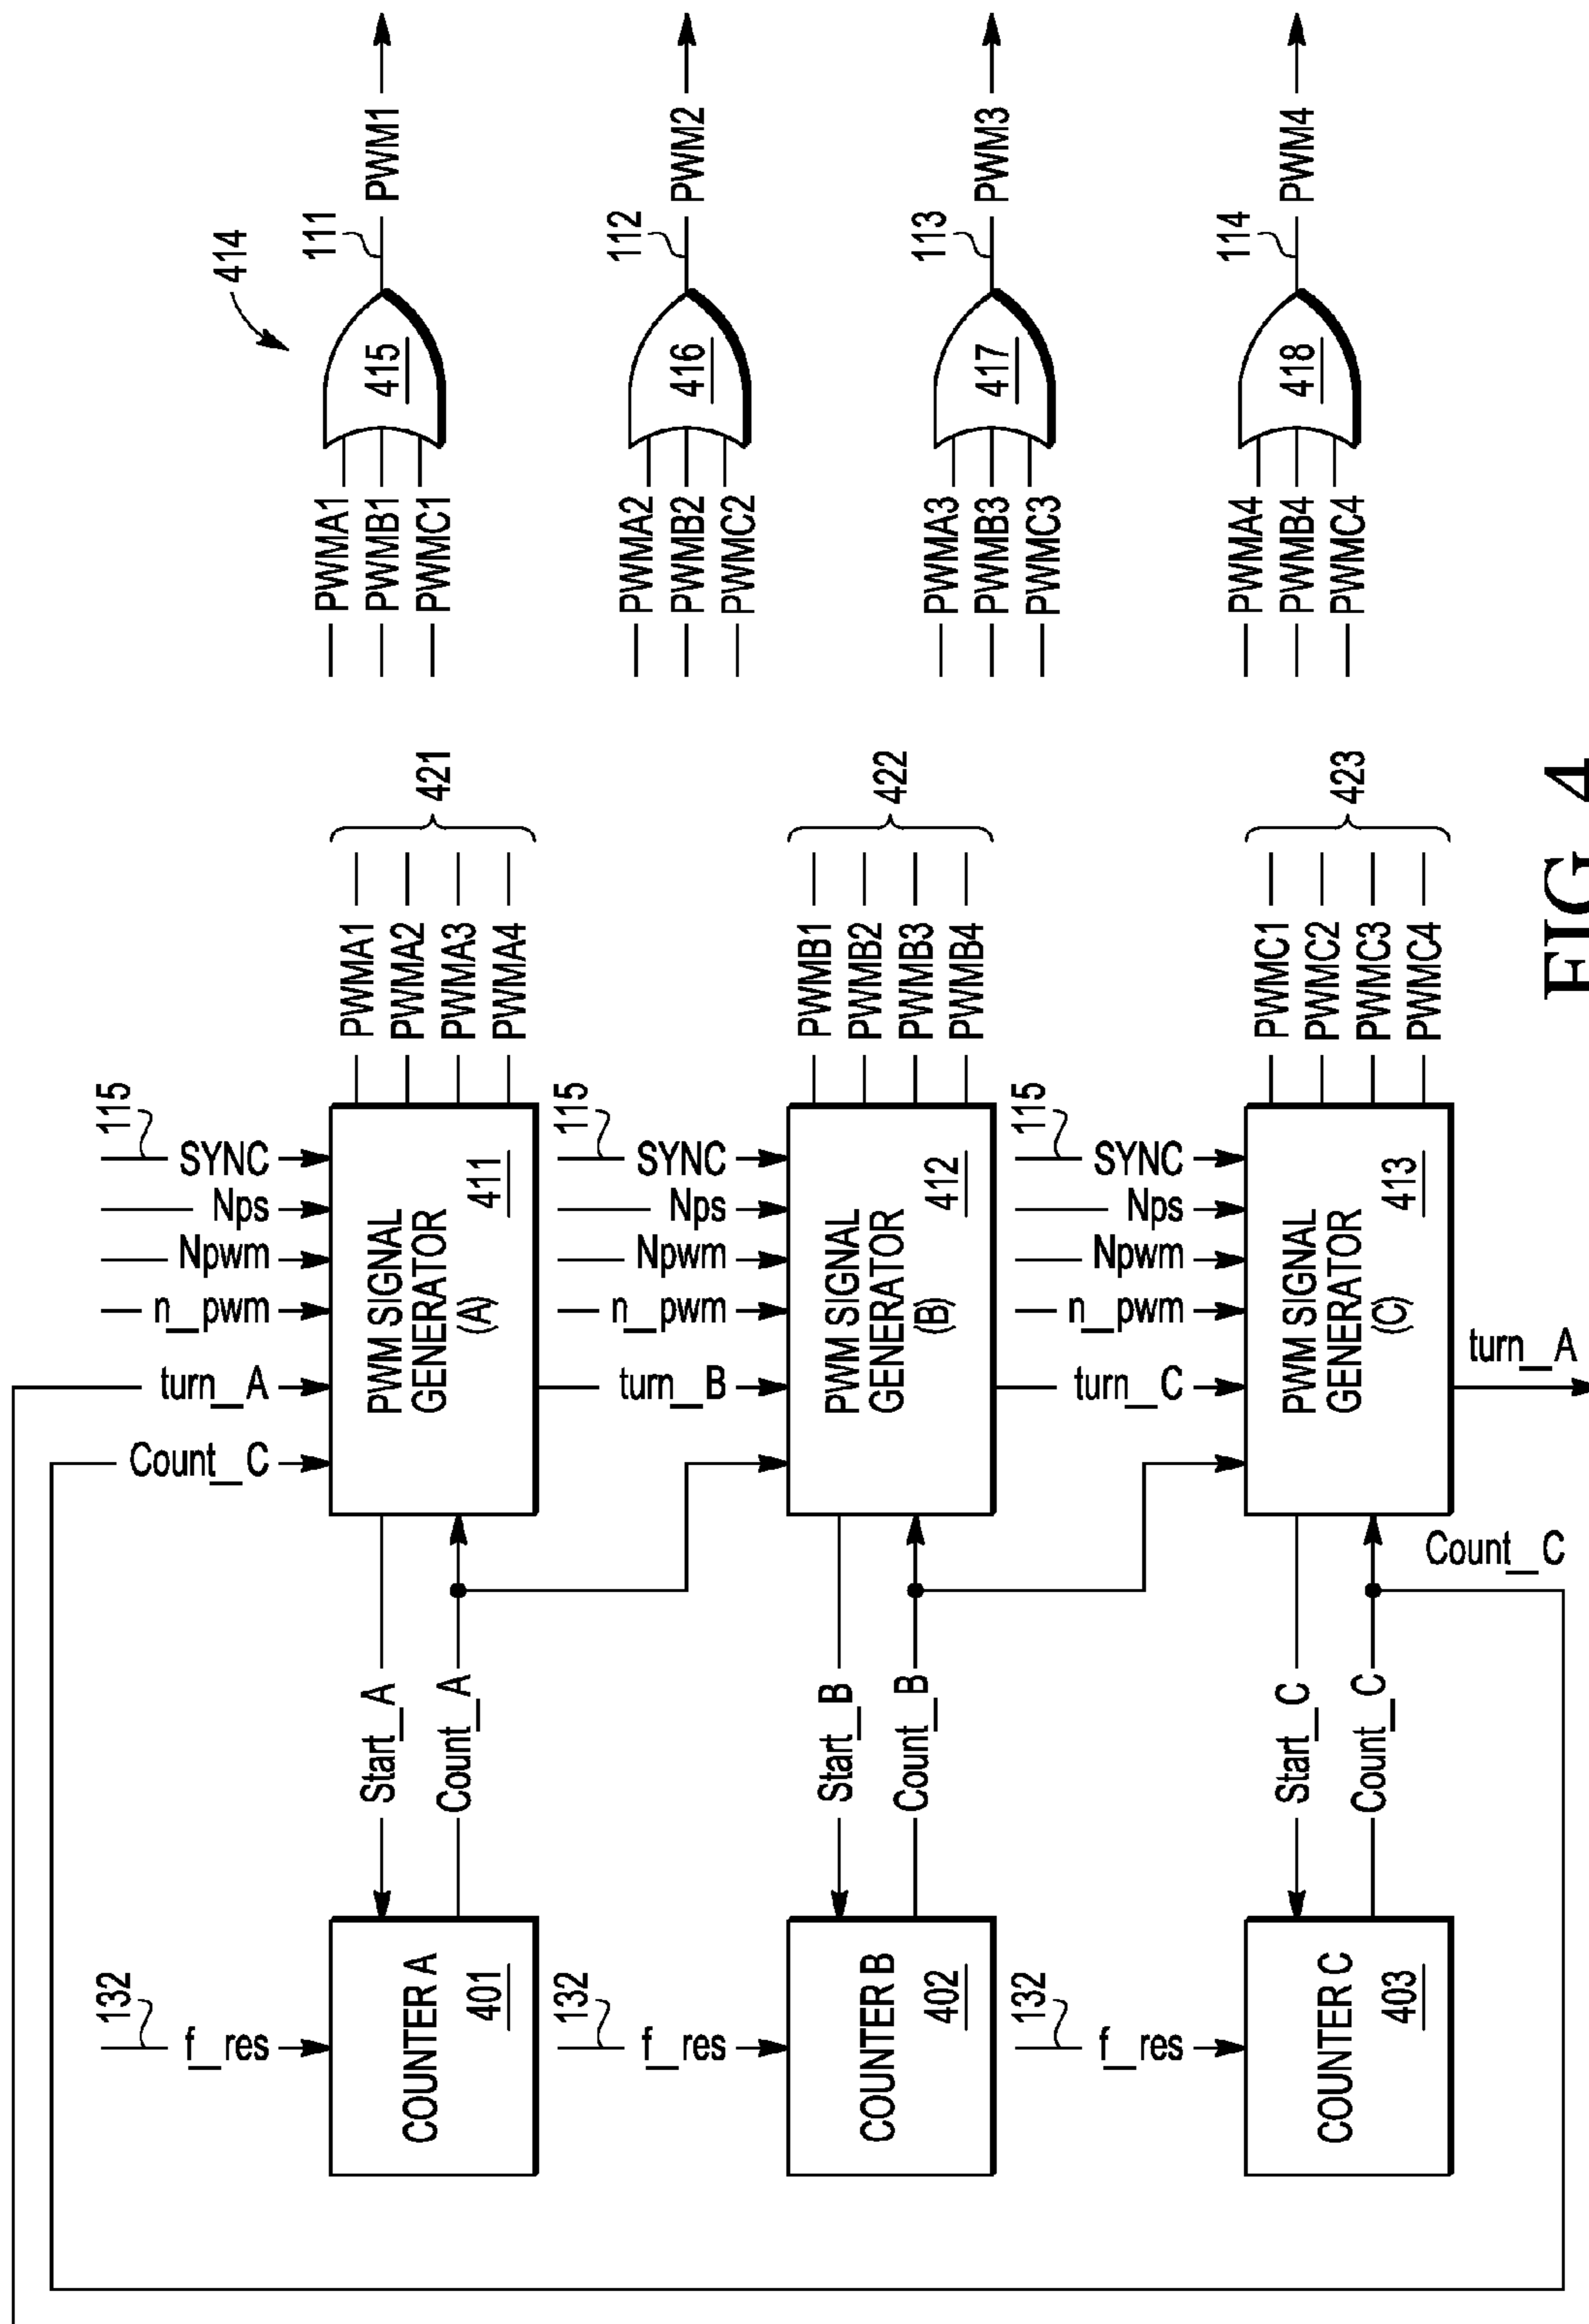 414
111
PWM1
112
PWM2
113
PWM3
114
PWM4
415
416
417
418
PWMA1
PWMB1
PWMC1
PWMA2
PWMB2
PWMC2
PWMA3
PWMB3
PWMC3
PWMA4
PWMB4
PWMC4
421
422
423
PWMA1
PWMA2
PWMA3
PWMA4
PWMB1
PWMB2
PWMB3
PWMB4
PWMC1
PWMC2
PWMC3
PWMC4
115
SYNC
Nps
Npwm
n_pwm
turn_A
Count_C
PWM SIGNAL
GENERATOR
(A)
411
115
SYNC
Nps
Npwm
n_pwm
turn_B
PWM SIGNAL
GENERATOR
(B)
412
115
SYNC
Nps
Npwm
n_pwm
turn_C
PWM SIGNAL
GENERATOR
(C)
413
turn_A
Count_C
Start_A
Count_A
Start_B
Count_B
Start_C
Count_C
132
f_res
COUNTER A
401
132
f_res
COUNTER B
402
132
f_res
COUNTER C
403
FIG. 4